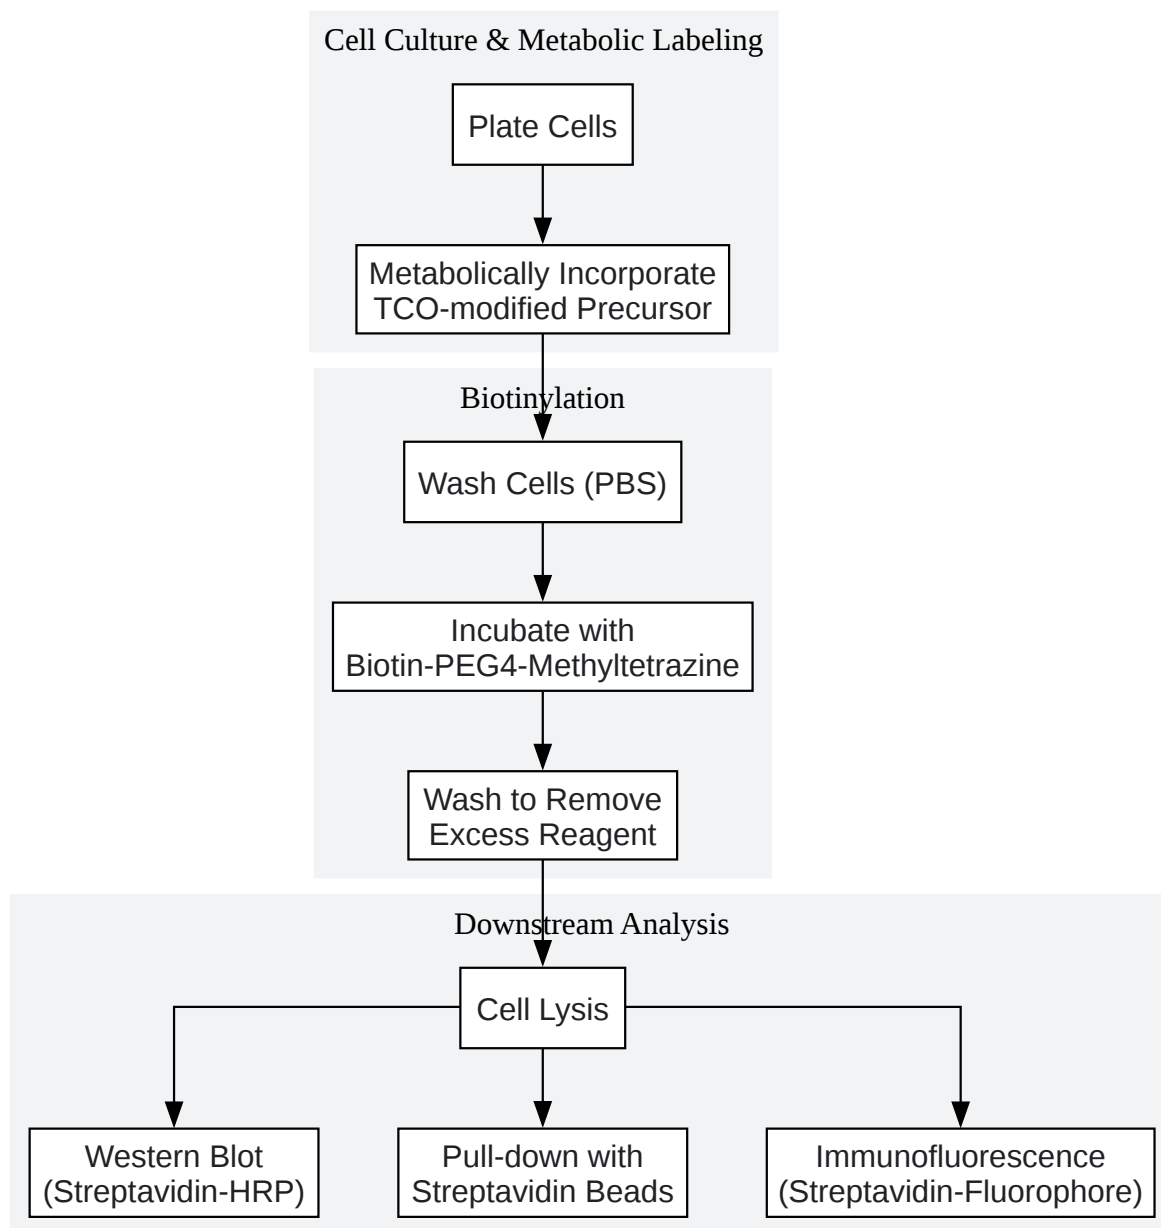 Cell Culture & Metabolic Labeling
Plate Cells
Metabolically Incorporate
TCO-modified Precursor
Biotinylation
Wash Cells (PBS)
Incubate with
Biotin-PEG4-Methyltetrazine
Wash to Remove
Excess Reagent
Downstream Analysis
Cell Lysis
Western Blot
(Streptavidin-HRP)
Pull-down with
Streptavidin Beads
Immunofluorescence
(Streptavidin-Fluorophore)